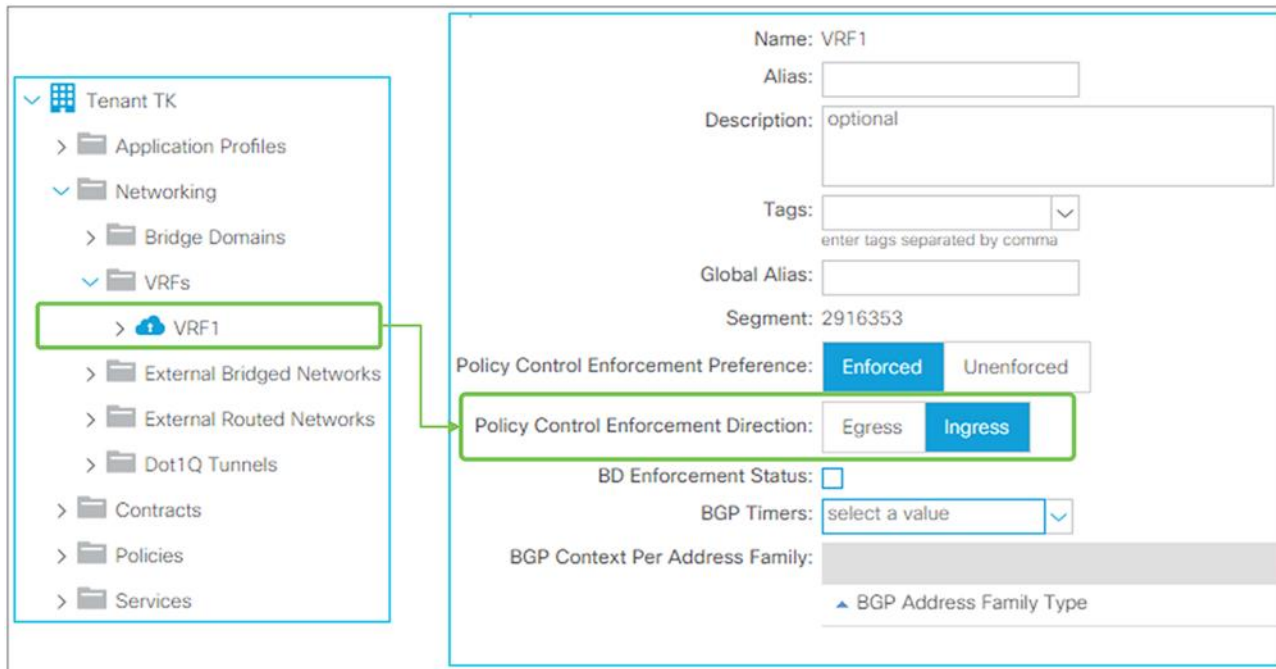 Tenant TK
Application Profiles
Networking
Bridge Domains
VRFs
VRF1
External Bridged Networks
External Routed Networks
Dot1Q Tunnels
Contracts
Policies
Services
Name: VRF1
Alias:
Description: optional
Tags:
enter tags separated by comma
Global Alias:
Segment: 2916353
Policy Control Enforcement Preference: Enforced Unenforced
Policy Control Enforcement Direction: Egress Ingress
BD Enforcement Status:
BGP Timers: select a value
BGP Context Per Address Family:
BGP Address Family Type